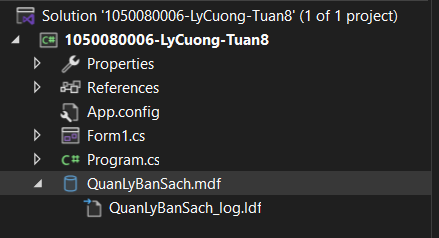 Solution '1050080006-LyCuong-Tuan8' (1 of 1 project)
C# 1050080006-LyCuong-Tuan8
Properties
References
App.config
Form1.cs
C# Program.cs
QuanLyBanSach.mdf
QuanLyBanSach_log.ldf